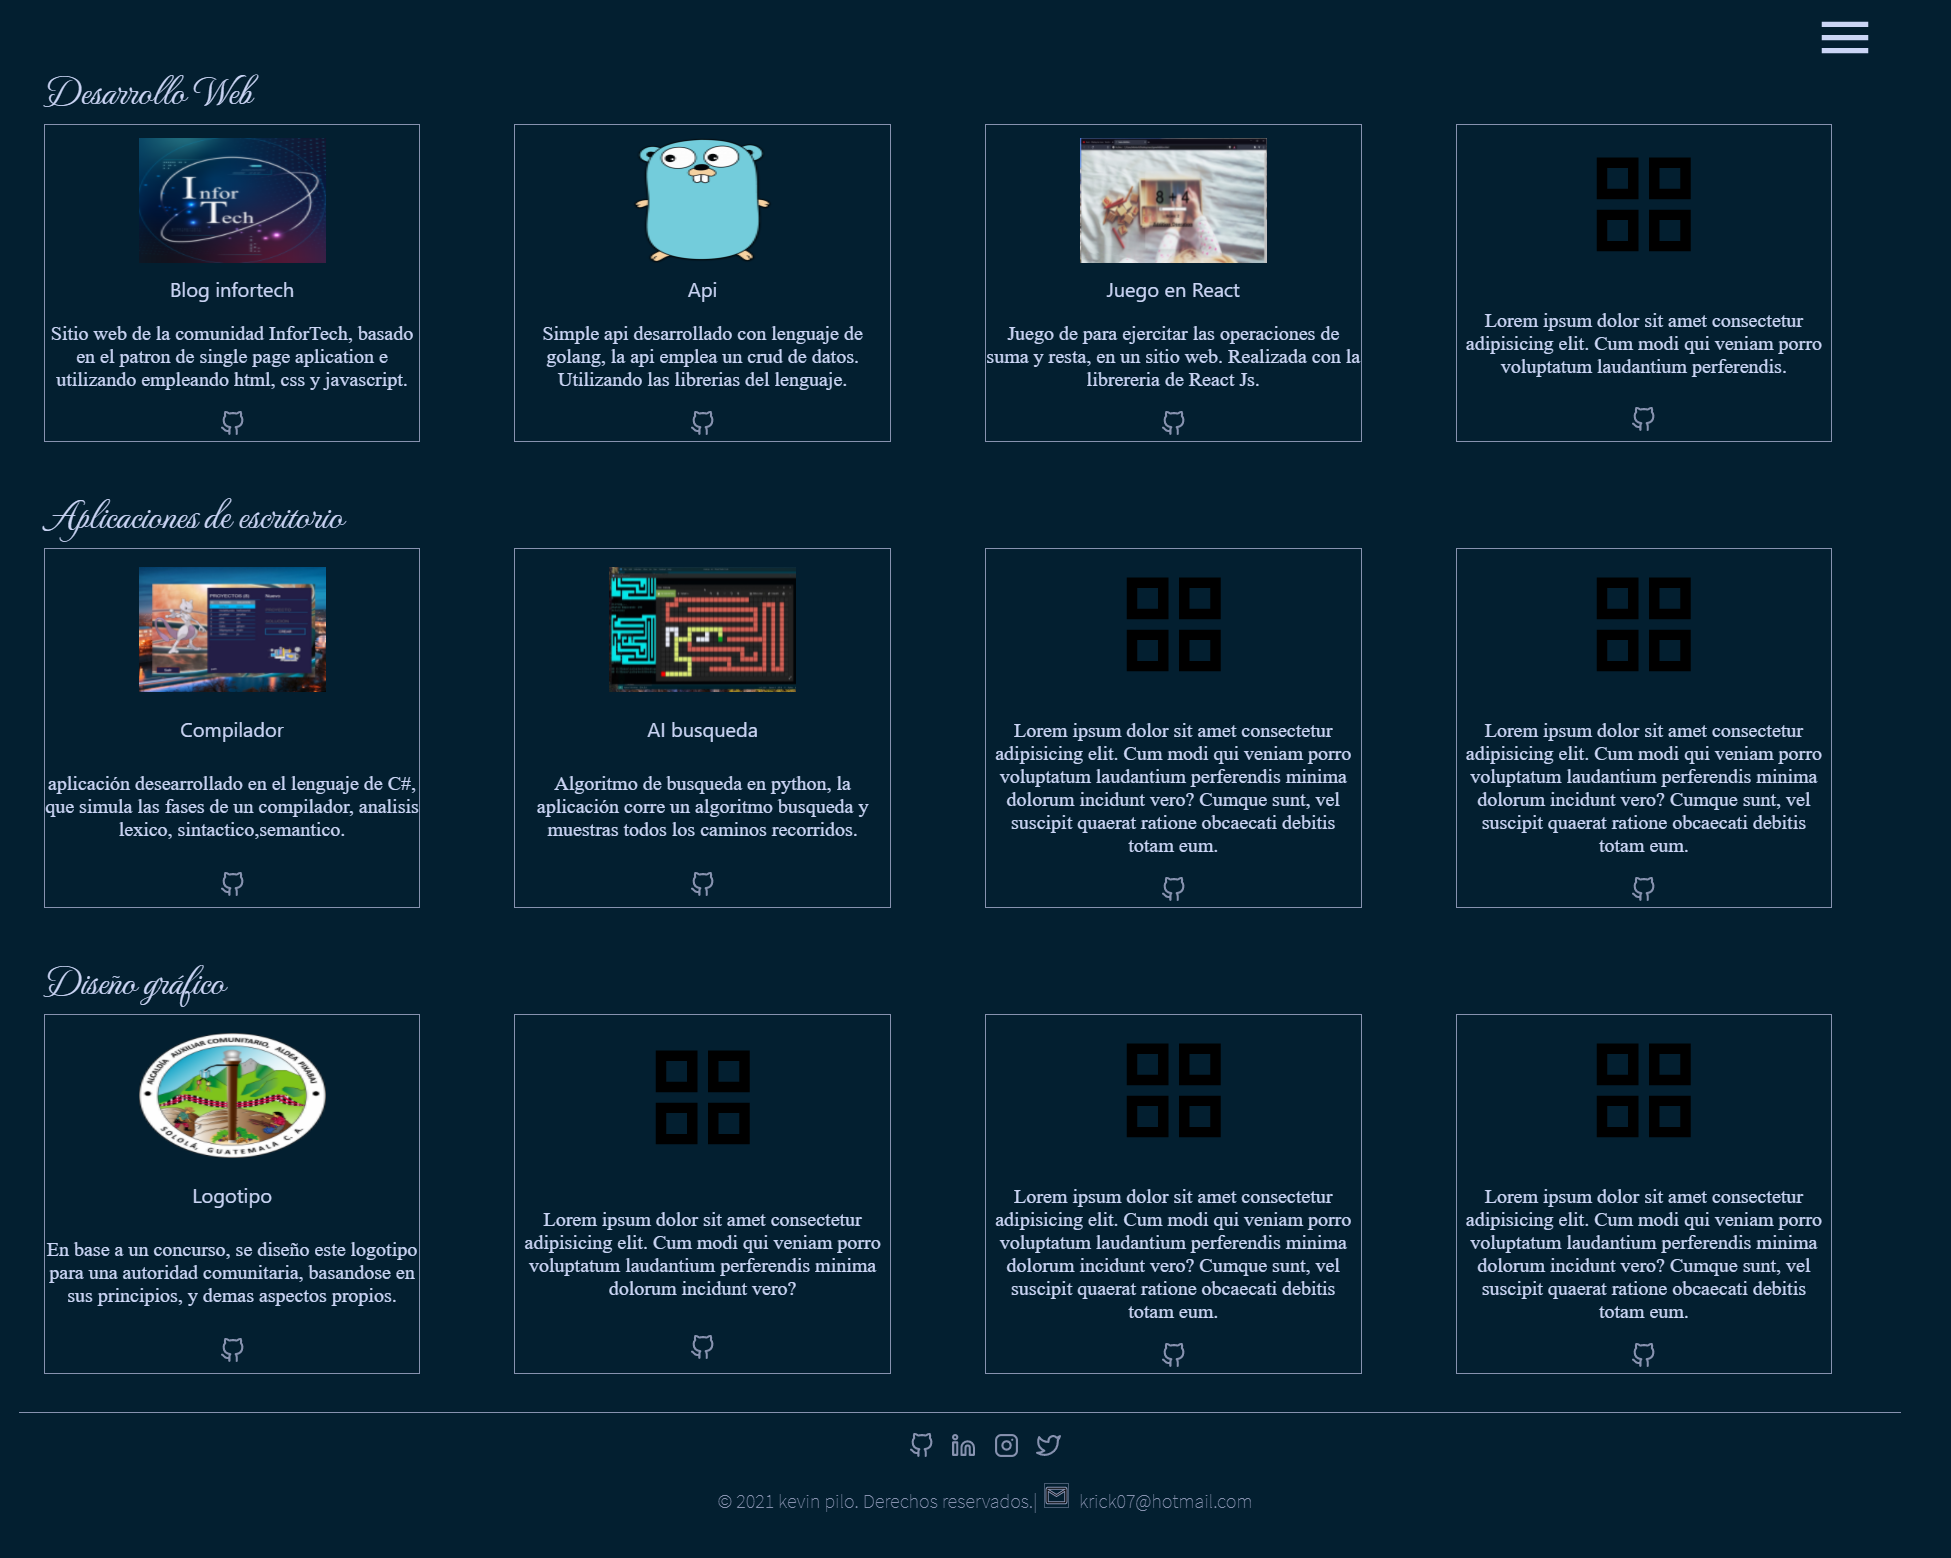 Desarrollo Web
Infor
Tech
Blog infortech
Sitio web de la comunidad InforTech, basado
en el patron de single page aplication e
utilizando empleando html, css y javascript.
Api
Simple api desarrollado con lenguaje de
golang, la api emplea un crud de datos.
Utilizando las librerias del lenguaje.
8 + 4
Juego en React
Juego de para ejercitar las operaciones de
suma y resta, en un sitio web. Realizada con la
librereria de React Js.
Lorem ipsum dolor sit amet consectetur
adipisicing elit. Cum modi qui veniam porro
voluptatum laudantium perferendis.
Aplicaciones de escritorio
PROYECTOS (8)
Nuevo
Compilador
aplicación desearrollado en el lenguaje de C#,
que simula las fases de un compilador, analisis
lexico, sintactico,semantico.
AI busqueda
Algoritmo de busqueda en python, la
aplicación corre un algoritmo busqueda y
muestras todos los caminos recorridos.
Lorem ipsum dolor sit amet consectetur
adipisicing elit. Cum modi qui veniam porro
voluptatum laudantium perferendis minima
dolorum incidunt vero? Cumque sunt, vel
suscipit quaerat ratione obcaecati debitis
totam eum.
Lorem ipsum dolor sit amet consectetur
adipisicing elit. Cum modi qui veniam porro
voluptatum laudantium perferendis minima
dolorum incidunt vero? Cumque sunt, vel
suscipit quaerat ratione obcaecati debitis
totam eum.
Diseño gráfico
ALCALDÍA AUXILIAR COMUNITARIO, ALDEA PIXABAJ
SOLOLÁ, GUATEMALA C. A.
Logotipo
En base a un concurso, se diseño este logotipo
para una autoridad comunitaria, basandose en
sus principios, y demas aspectos propios.
Lorem ipsum dolor sit amet consectetur
adipisicing elit. Cum modi qui veniam porro
voluptatum laudantium perferendis minima
dolorum incidunt vero?
Lorem ipsum dolor sit amet consectetur
adipisicing elit. Cum modi qui veniam porro
voluptatum laudantium perferendis minima
dolorum incidunt vero? Cumque sunt, vel
suscipit quaerat ratione obcaecati debitis
totam eum.
Lorem ipsum dolor sit amet consectetur
adipisicing elit. Cum modi qui veniam porro
voluptatum laudantium perferendis minima
dolorum incidunt vero? Cumque sunt, vel
suscipit quaerat ratione obcaecati debitis
totam eum.
© 2021 kevin pilo. Derechos reservados.| krick07@hotmail.com